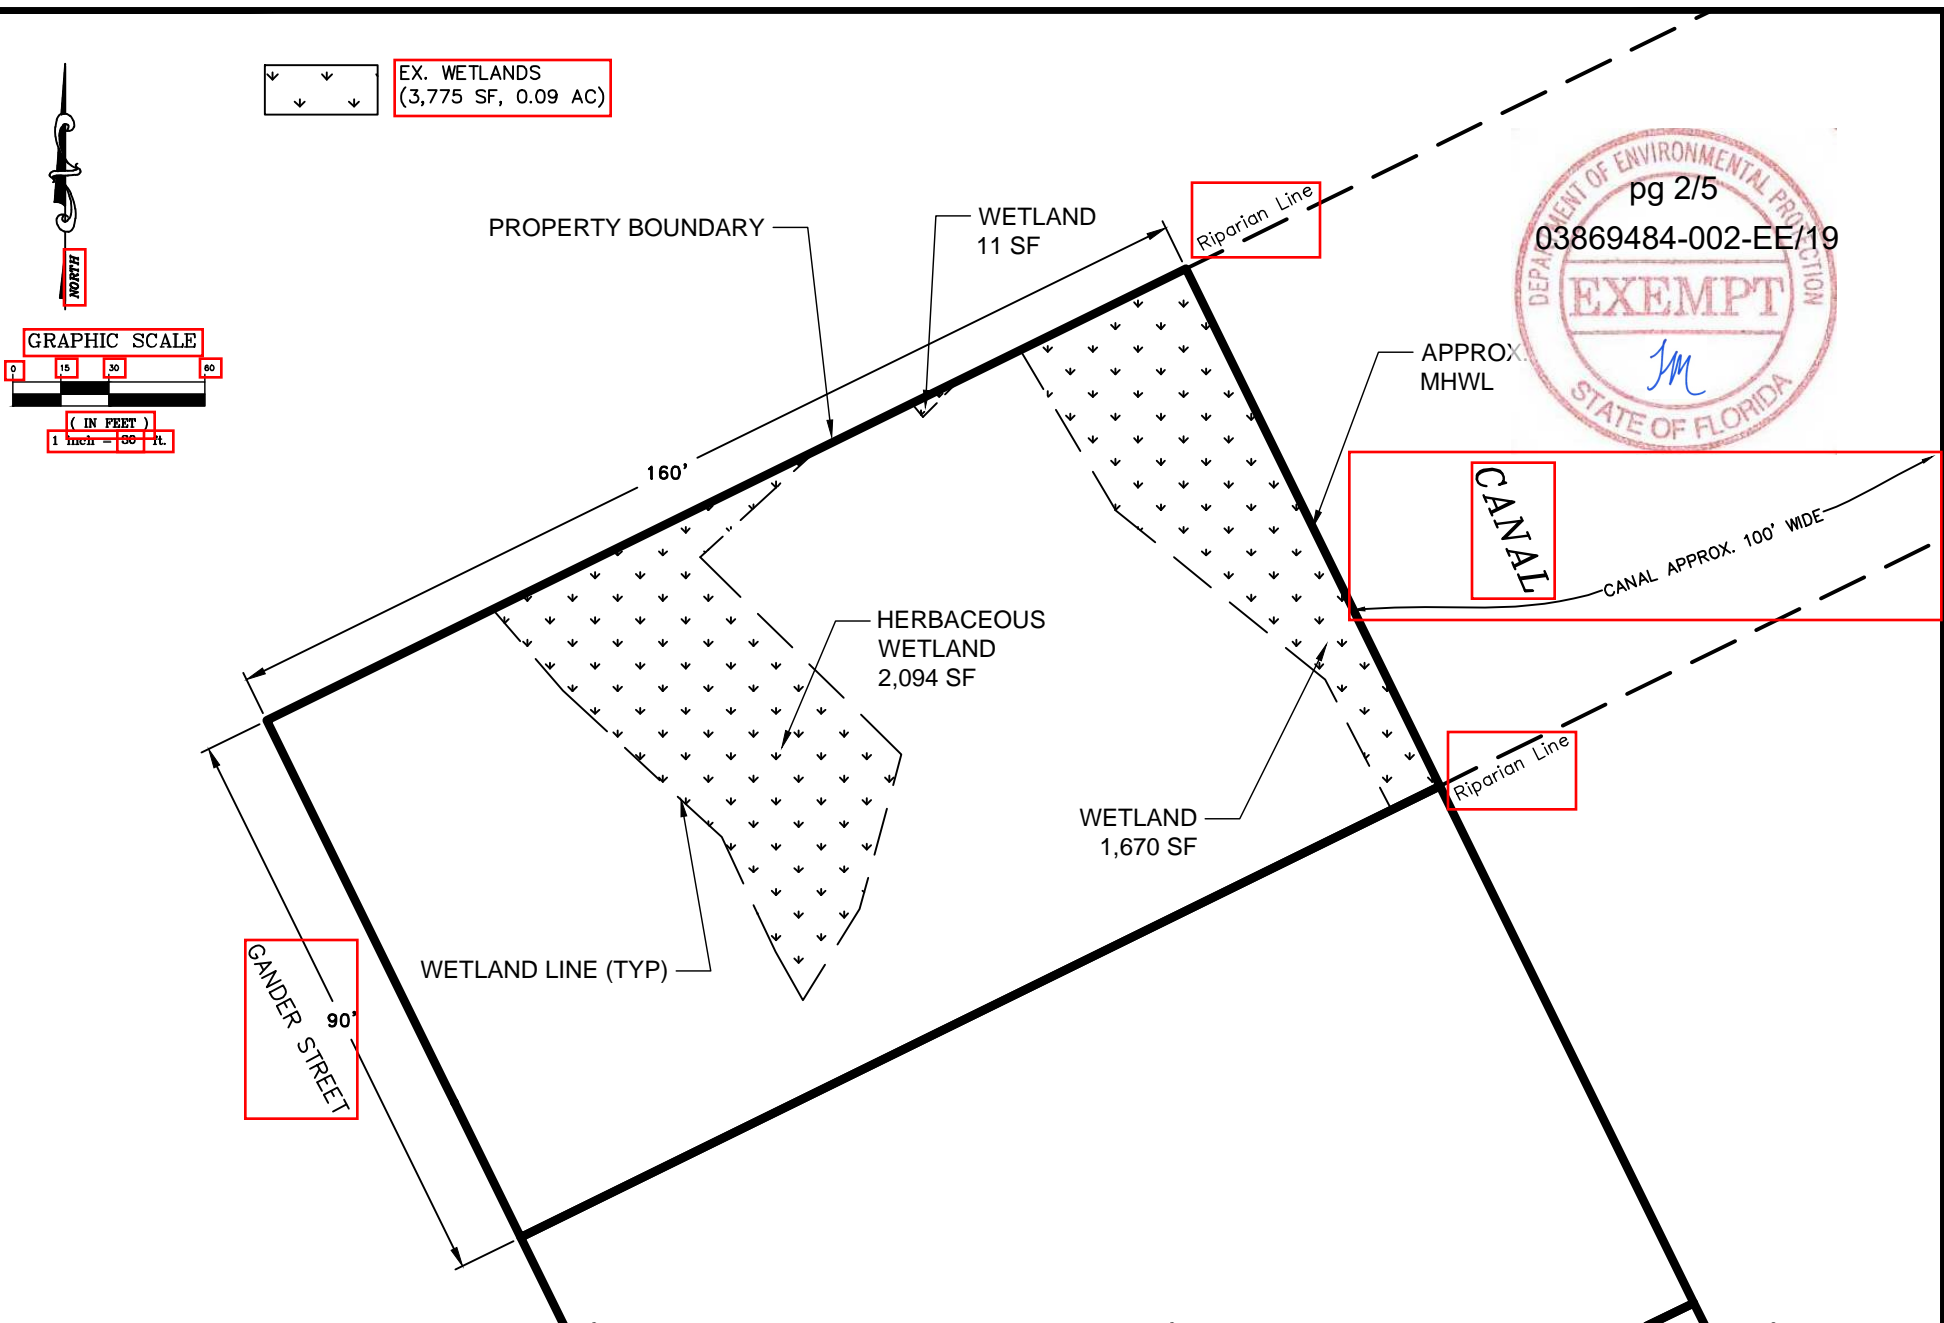 EX. WETLANDS
(3,775 SF, 0.09 AC)
NORTH
GRAPHIC SCALE
0 15 30 60
( IN FEET )
1 inch = 30 ft.
PROPERTY BOUNDARY
WETLAND
11 SF
Riparian Line
DEPARTMENT OF ENVIRONMENTAL PROTECTION
pg 2/5
03869484-002-EE/19
EXEMPT
JM
STATE OF FLORIDA
APPROX.
MHWL
160'
CANAL
CANAL APPROX. 100' WIDE
HERBACEOUS
WETLAND
2,094 SF
Riparian Line
WETLAND
1,670 SF
WETLAND LINE (TYP)
GANDER STREET
90'